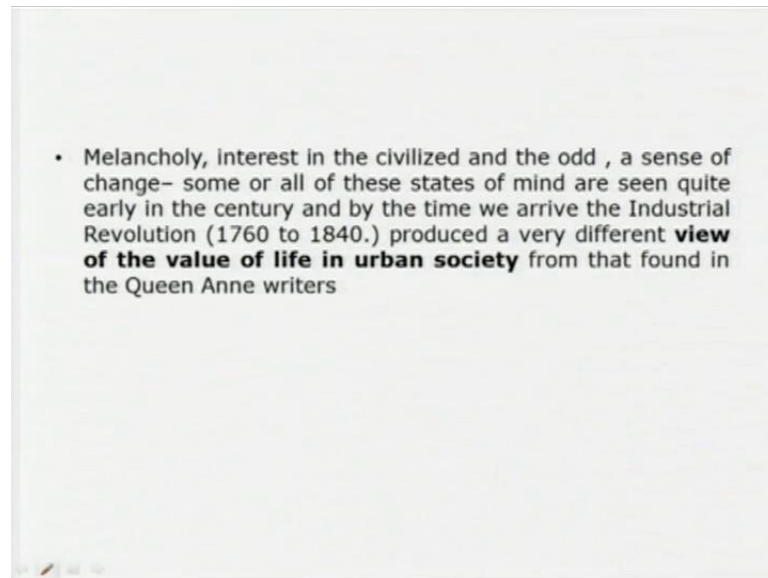 • Melancholy, interest in the civilized and the odd , a sense of
change– some or all of these states of mind are seen quite
early in the century and by the time we arrive the Industrial
Revolution (1760 to 1840.) produced a very different view
of the value of life in urban society from that found in
the Queen Anne writers